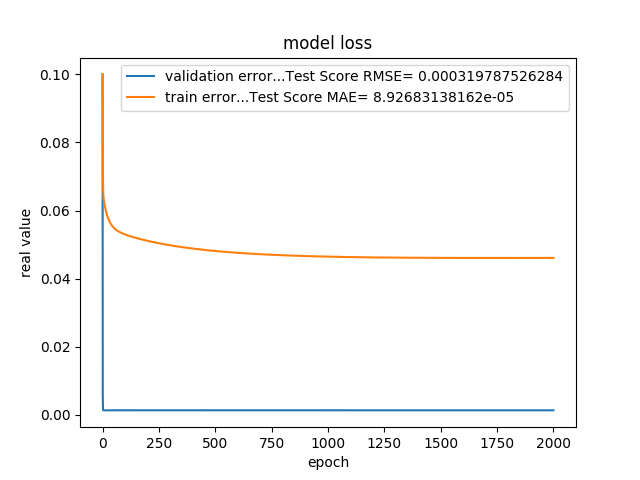 model loss
validation error...Test Score RMSE= 0.000319787526284
train error...Test Score MAE= 8.92683138162e-05
0.10
0.08
0.06
0.04
0.02
0.00
real value
0 250 500 750 1000 1250 1500 1750 2000
epoch